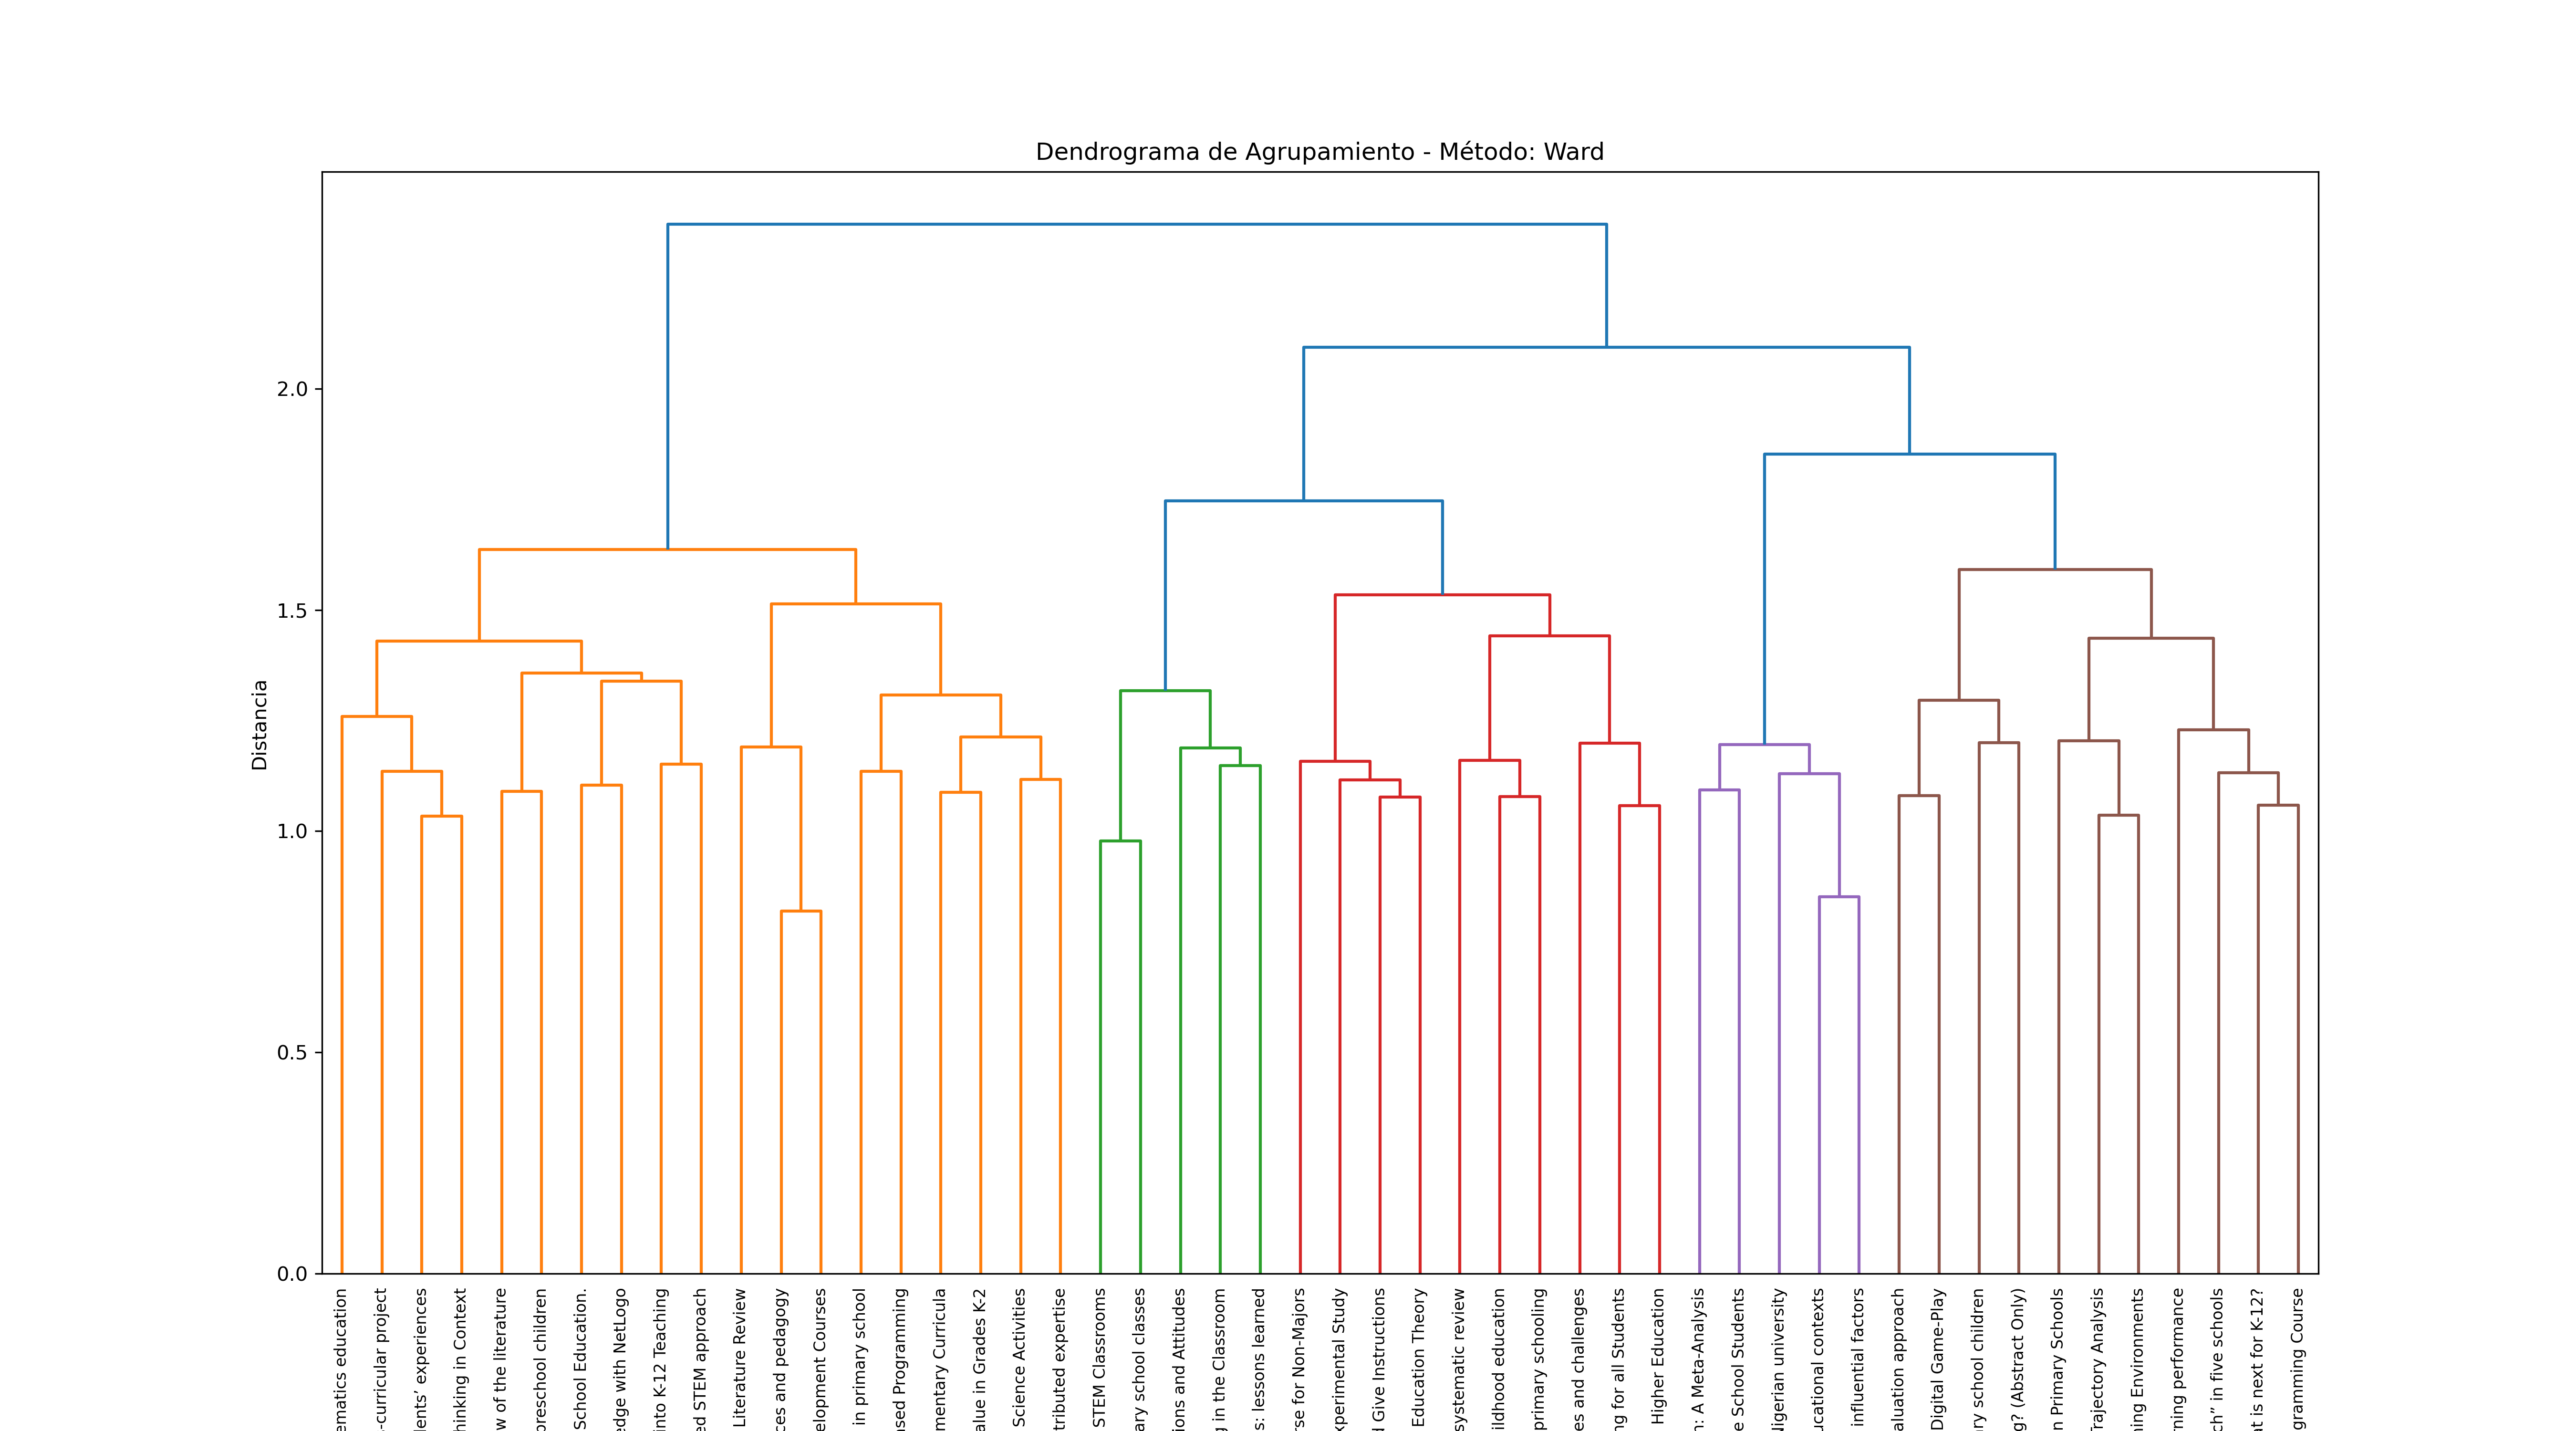 Dendrograma de Agrupamiento - Método: Ward
Distancia
2.0
1.5
1.0
0.5
0.0
ematics education
-curricular project
dents’ experiences
hinking in Context
w of the literature
preschool children
School Education.
edge with NetLogo
into K-12 Teaching
ed STEM approach
Literature Review
ces and pedagogy
elopment Courses
in primary school
ased Programming
mentary Curricula
alue in Grades K-2
Science Activities
tributed expertise
STEM Classrooms
ary school classes
ions and Attitudes
g in the Classroom
s: lessons learned
rse for Non-Majors
xperimental Study
d Give Instructions
Education Theory
systematic review
ildhood education
primary schooling
es and challenges
ng for all Students
Higher Education
n: A Meta-Analysis
e School Students
Nigerian university
ucational contexts
influential factors
aluation approach
Digital Game-Play
ary school children
g? (Abstract Only)
n Primary Schools
Trajectory Analysis
ning Environments
rning performance
ch” in five schools
at is next for K-12?
gramming Course